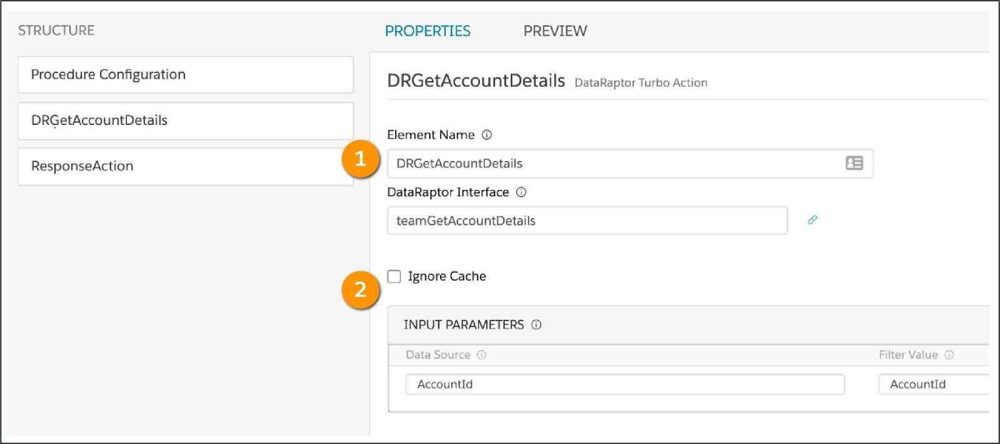 STRUCTURE
PROPERTIES PREVIEW
Procedure Configuration
DRGetAccountDetails
ResponseAction
DRGetAccountDetails DataRaptor Turbo Action
Element Name
1
DRGetAccountDetails
DataRaptor Interface
teamGetAccountDetails
2
Ignore Cache
INPUT PARAMETERS
Data Source Filter Value
AccountId AccountId